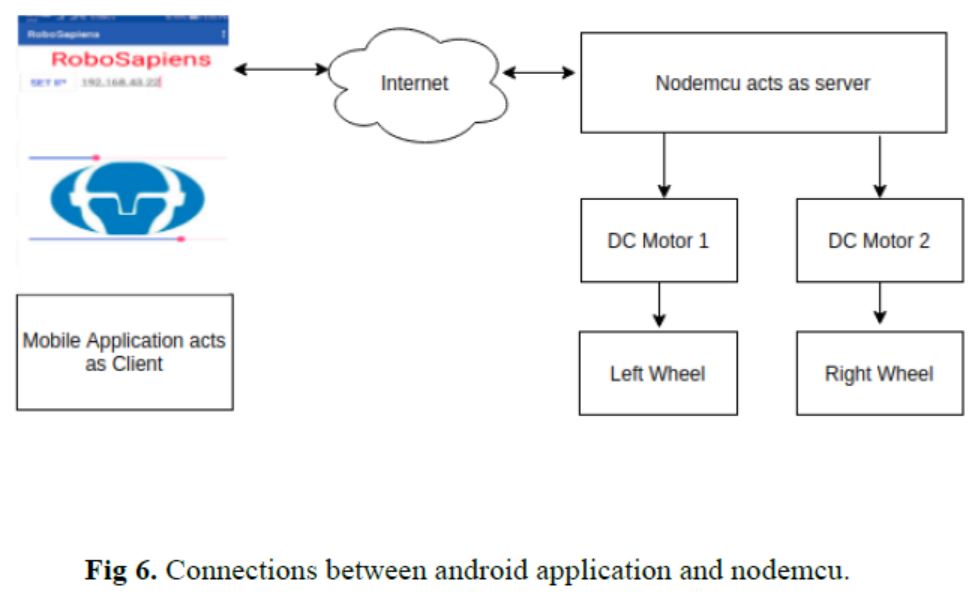 RoboSapiens
RoboSapiens
SET IP
192.168.43.22
Internet
Nodemcu acts as server
DC Motor 1
DC Motor 2
Mobile Application acts
as Client
Left Wheel
Right Wheel
Fig 6. Connections between android application and nodemcu.